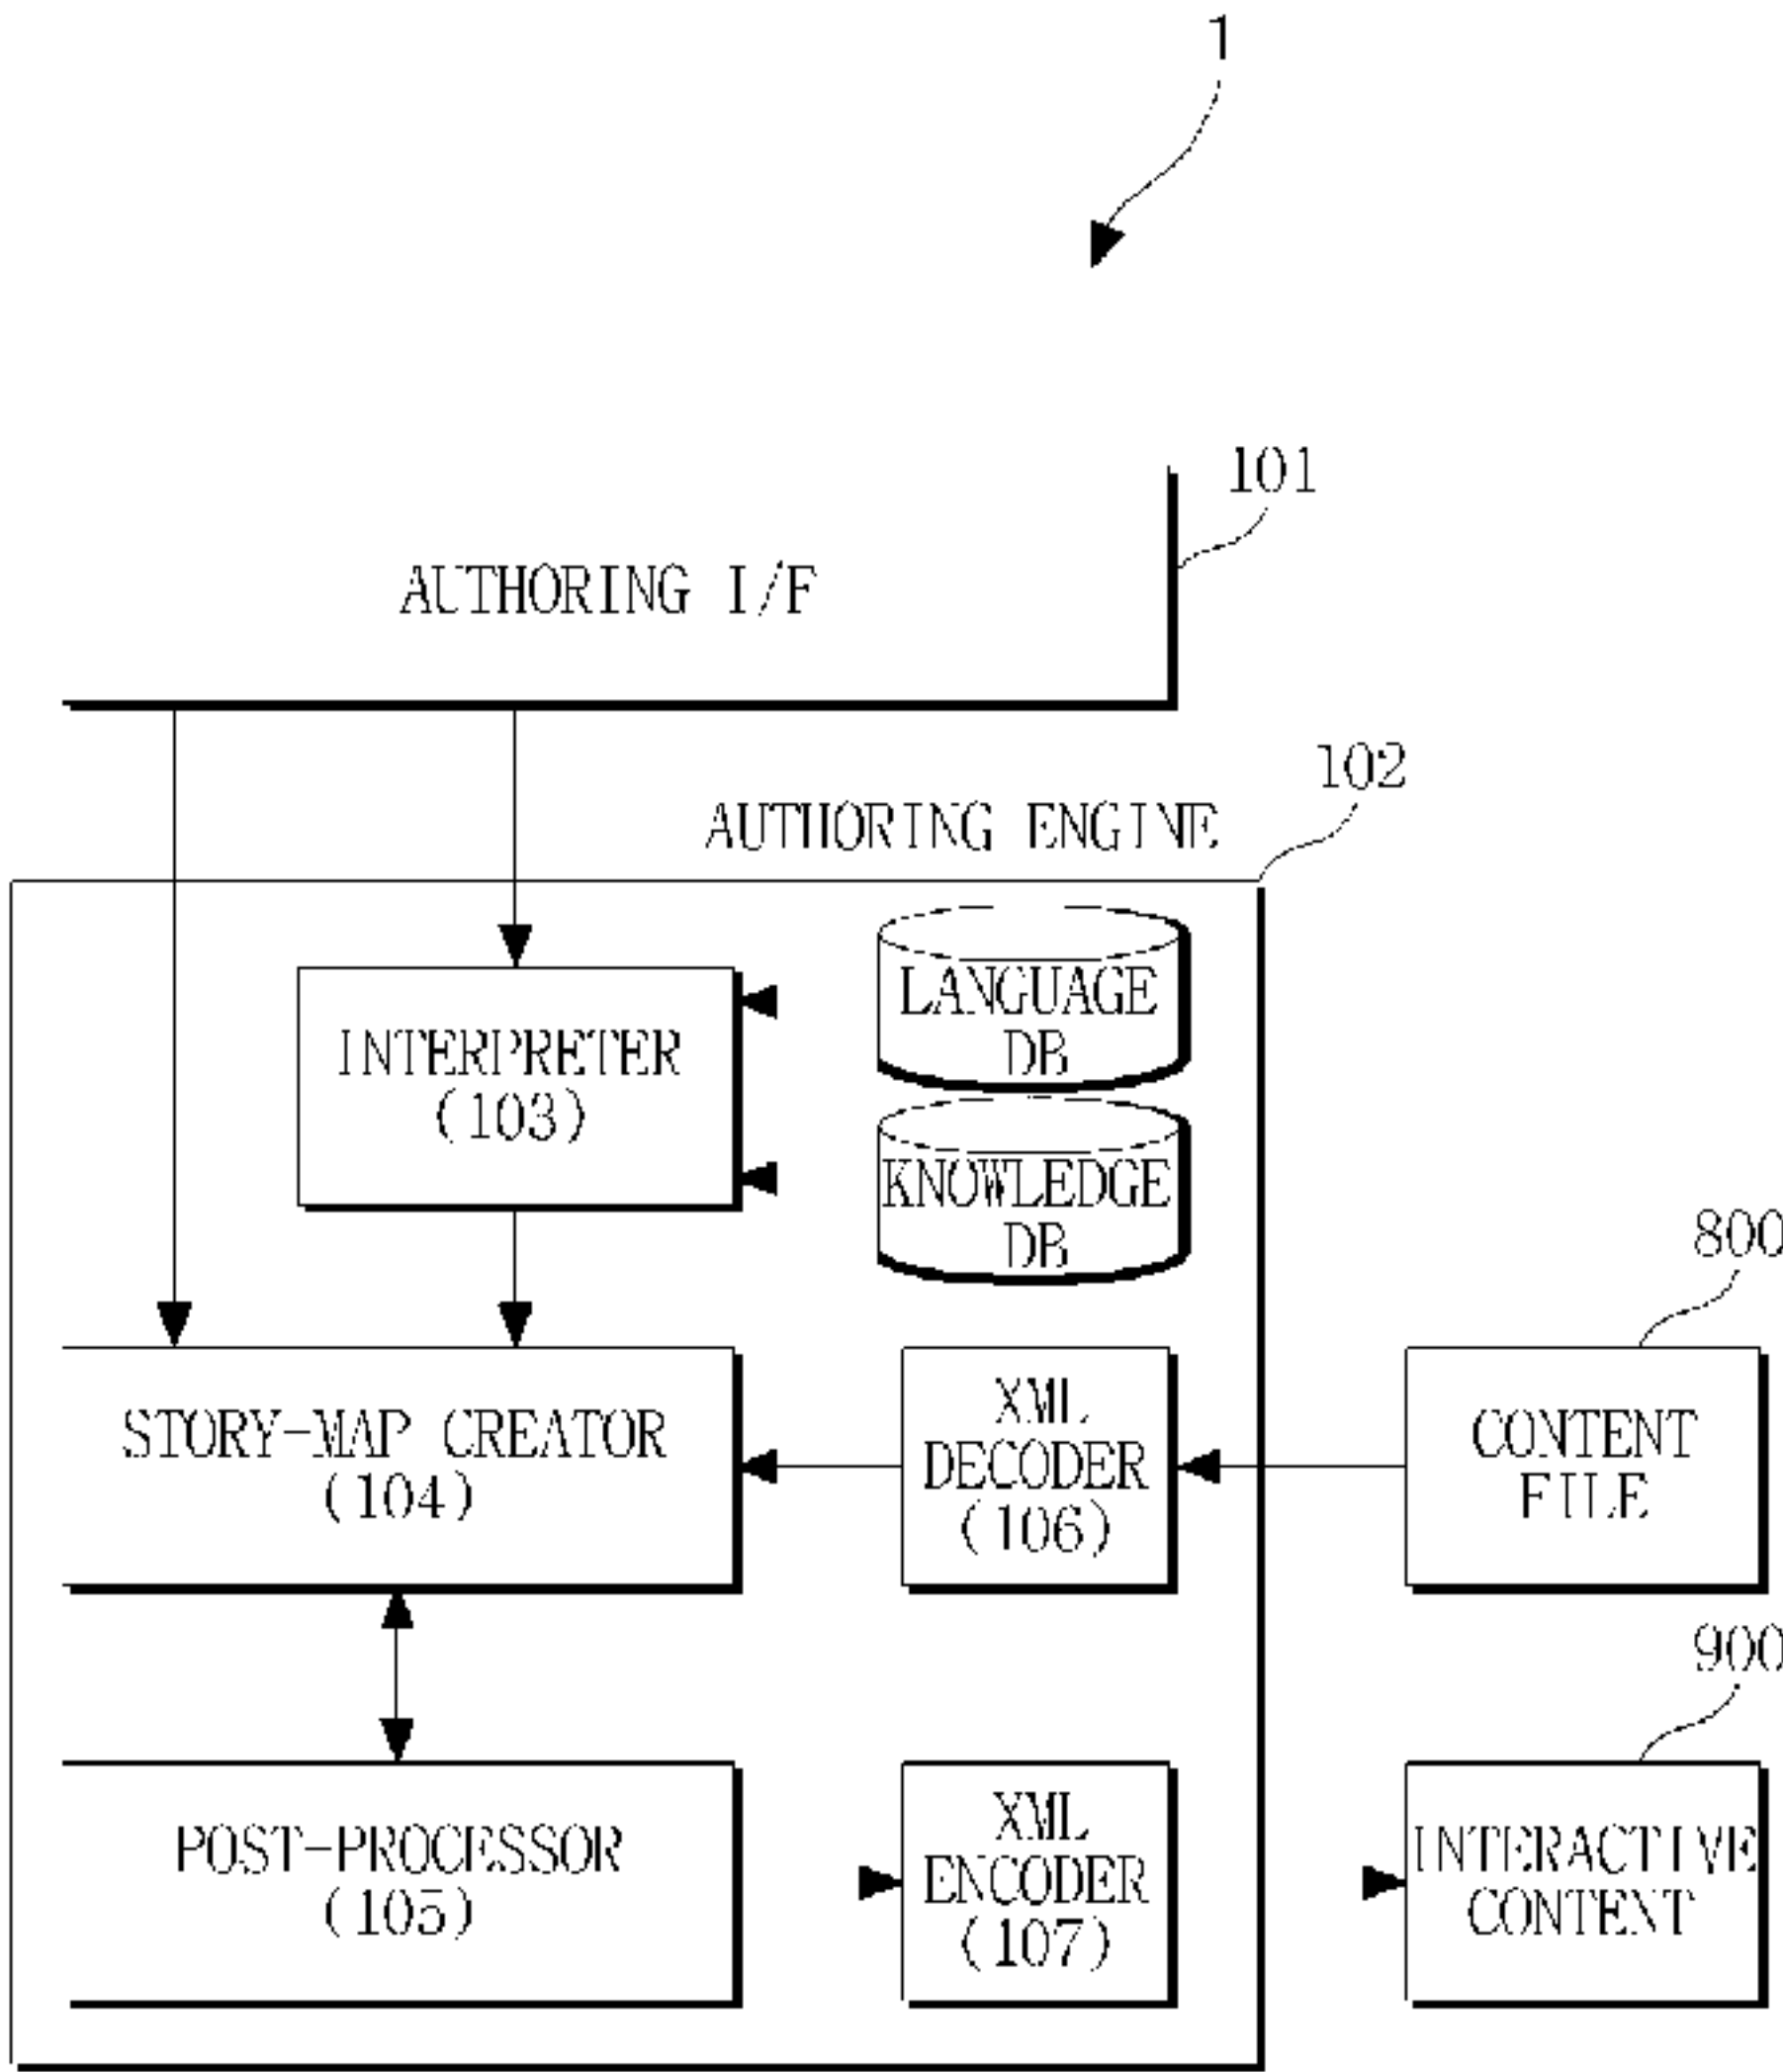 1
101
AUTHORING I/F
102
AUTHORING ENGINE
LANGUAGE
DB
INTERPRETER
(103)
KNOWLEDGE
DB
800
STORY-MAP CREATOR
(104)
XML
DECODER
(106)
CONTENT
FILE
900
POST-PROCESSOR
(105)
XML
ENCODER
(107)
INTERACTIVE
CONTENT